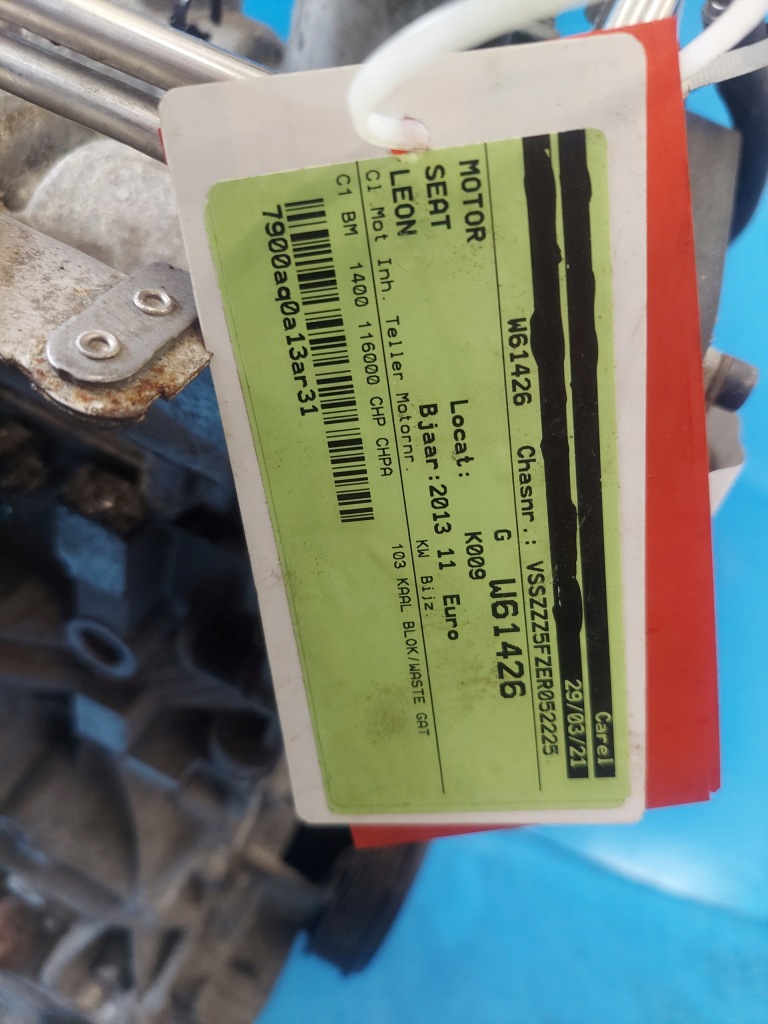 Carel
29/03/21
W61426 Chasnr.: VSSZZZ5FZER052225
G W61426
MOTOR
Locat: K009
SEAT
Bjaar:2013 11 Euro
LEON
Cl Mot Inh. Teller Motornr. KW Bijz.
C1 BM 1400 116000 CHP CHPA 103 KAAL BLOK/WASTE GAT
7900aq0a13ar31